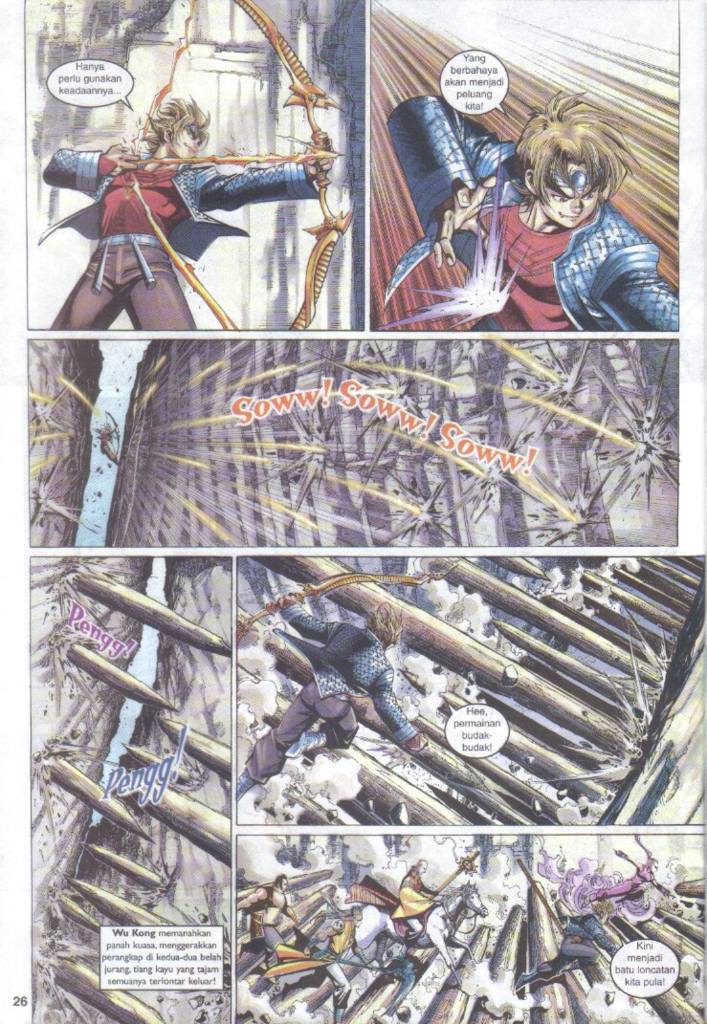 Hanya
perlu gunakan
keadaannya...
Yang
berbahaya
akan menjadi
peluang
kita!
Soww! Soww! Soww!
Pengg!
Pengg!
Hee,
permainan
budak-
budak!
Wu Kong memanahkan
panah kuasa, menggerakkan
perangkap di kedua-dua belah
jurang, tiang kayu yang tajam
semuanya terlontar keluar!
Kini
menjadi
batu loncatan
kita pula!
26